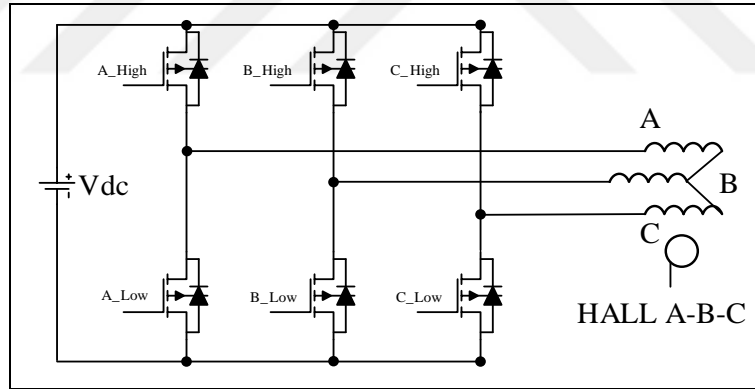 A_High
B_High
C_High
A
Vdc
B
C
A_Low
B_Low
C_Low
HALL A-B-C